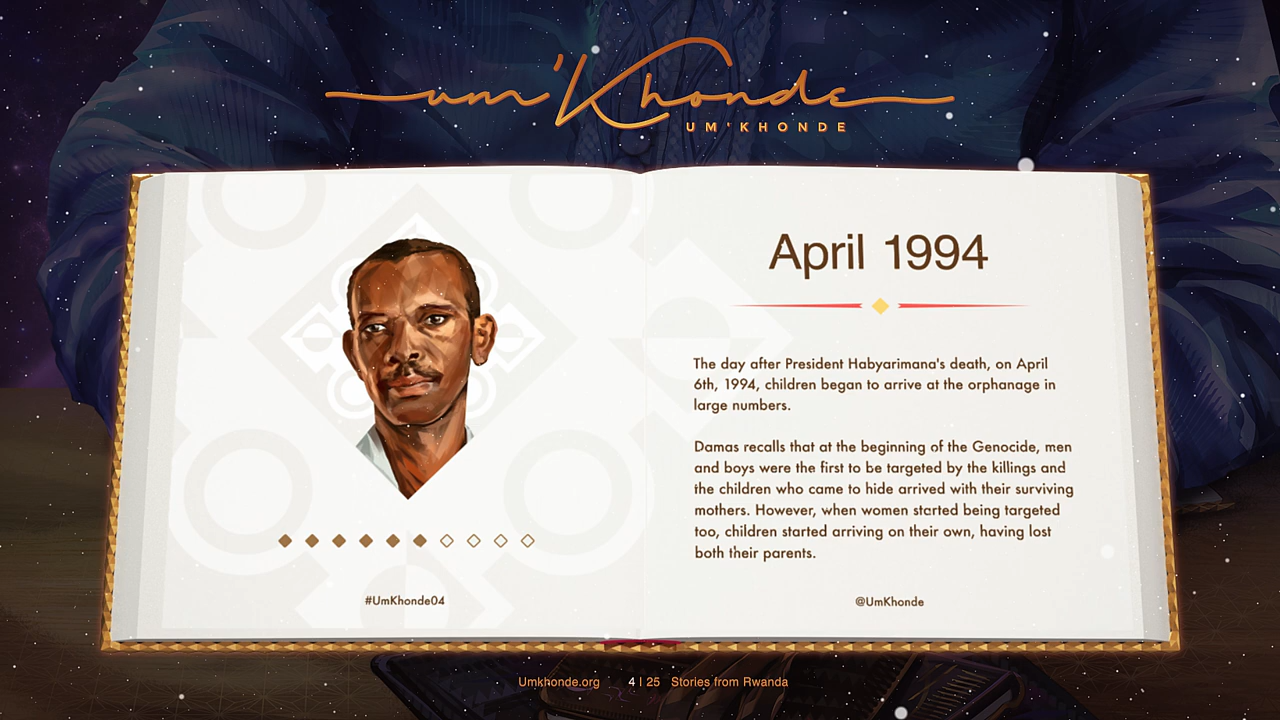 um'Khonde
UM'KHONDE
April 1994
The day after President Habyarimana's death, on April
6th, 1994, children began to arrive at the orphanage in
large numbers.
Damas recalls that at the beginning of the Genocide, men
and boys were the first to be targeted by the killings and
the children who came to hide arrived with their surviving
mothers. However, when women started being targeted
too, children started arriving on their own, having lost
both their parents.
#UmKhonde04
@UmKhonde
Umkhonde.org 4 | 25 Stories from Rwanda